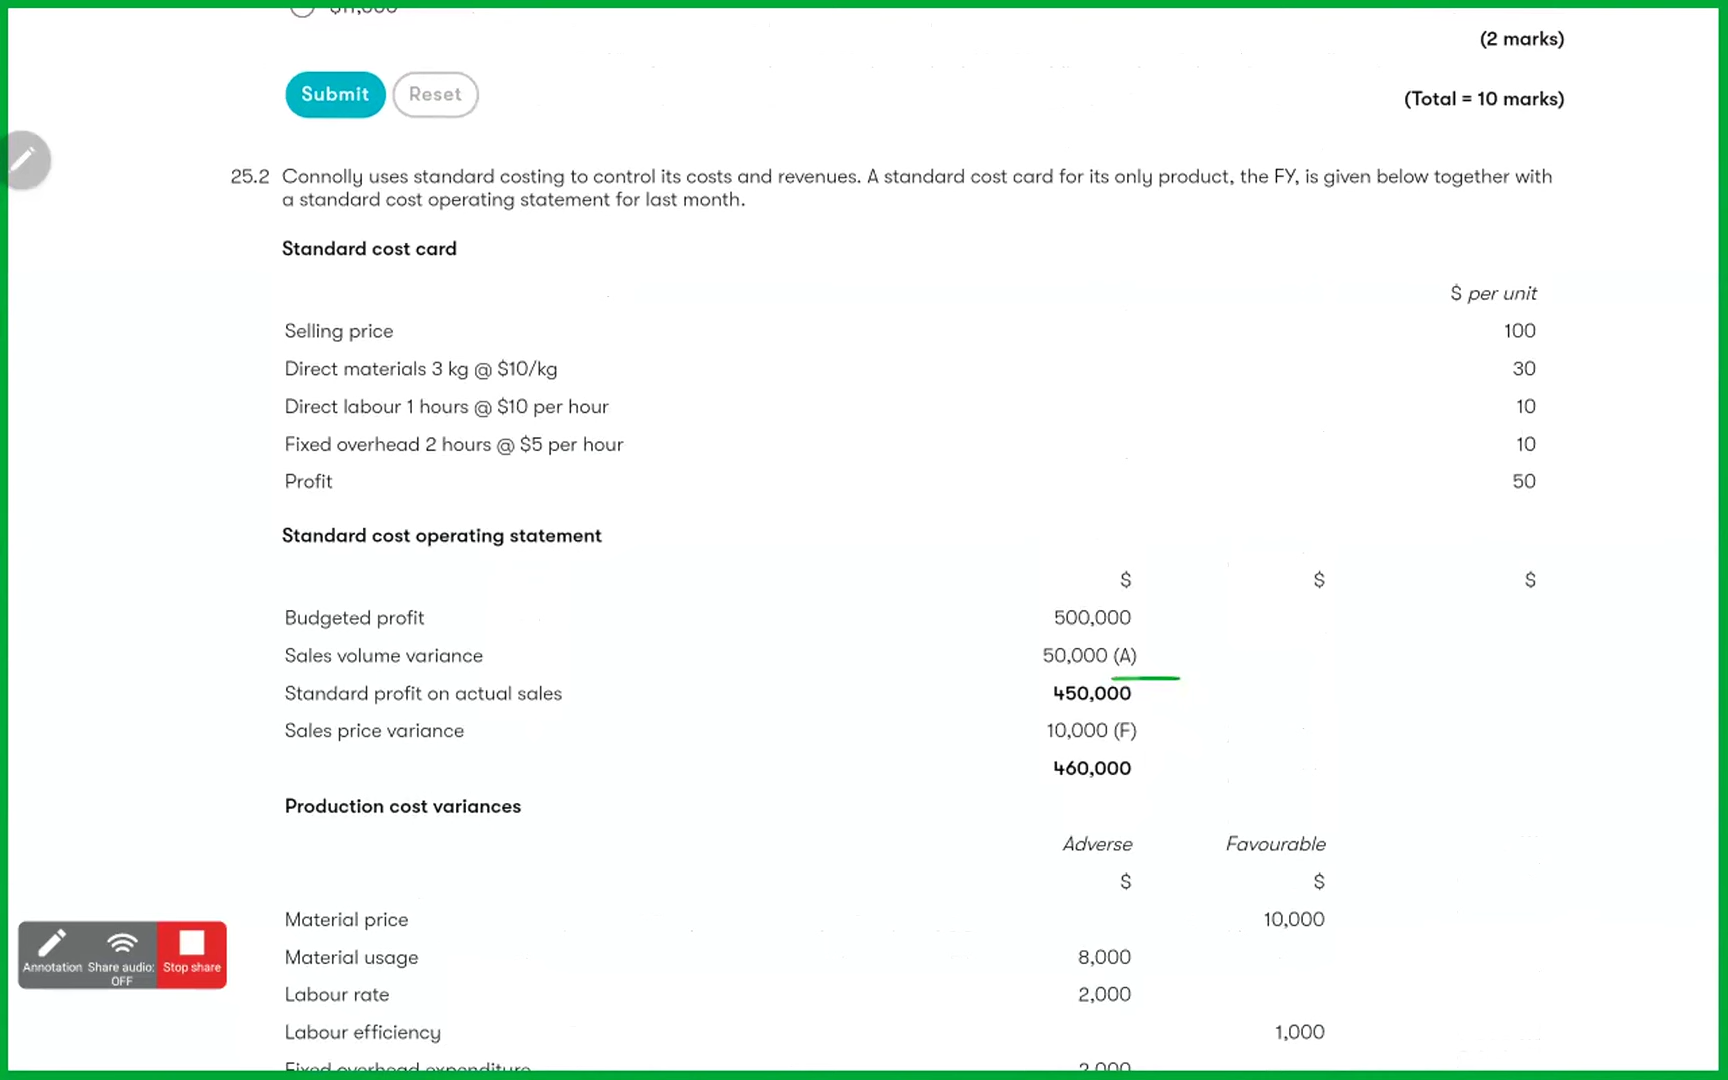 (2 marks)
Submit Reset
(Total = 10 marks)
25.2 Connolly uses standard costing to control its costs and revenues. A standard cost card for its only product, the FY, is given below together with
a standard cost operating statement for last month.
Standard cost card
$ per unit
Selling price 100
Direct materials 3 kg @ $10/kg 30
Direct labour 1 hours @ $10 per hour 10
Fixed overhead 2 hours @ $5 per hour 10
Profit 50
Standard cost operating statement
$ $ $
Budgeted profit 500,000
Sales volume variance 50,000 (A)
Standard profit on actual sales 450,000
Sales price variance 10,000 (F)
460,000
Production cost variances
Adverse Favourable
$ $
Material price 10,000
Material usage 8,000
Labour rate 2,000
Labour efficiency 1,000
Fixed overhead expenditure
Annotation Share audio: OFF Stop share